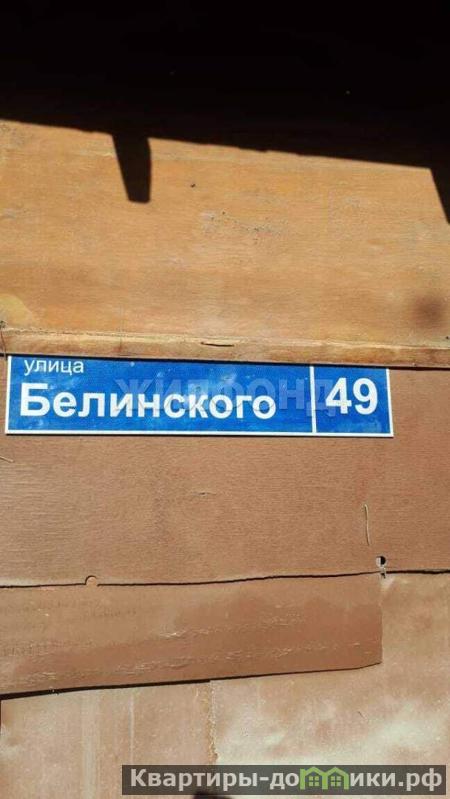 улица
Белинского 49
ЖИЛФОНД
Квартиры-домики.рф